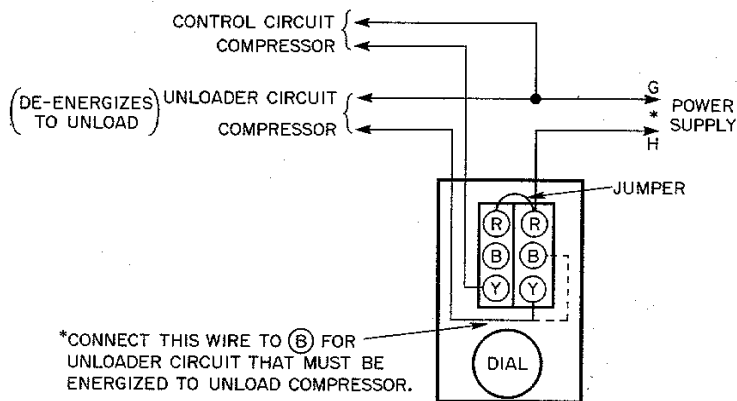 CONTROL CIRCUIT
COMPRESSOR
(DE-ENERGIZES
TO UNLOAD)
UNLOADER CIRCUIT
COMPRESSOR
G
*
H
POWER
SUPPLY
JUMPER
R R
B B
Y Y
*CONNECT THIS WIRE TO B FOR
UNLOADER CIRCUIT THAT MUST BE
ENERGIZED TO UNLOAD COMPRESSOR.
DIAL